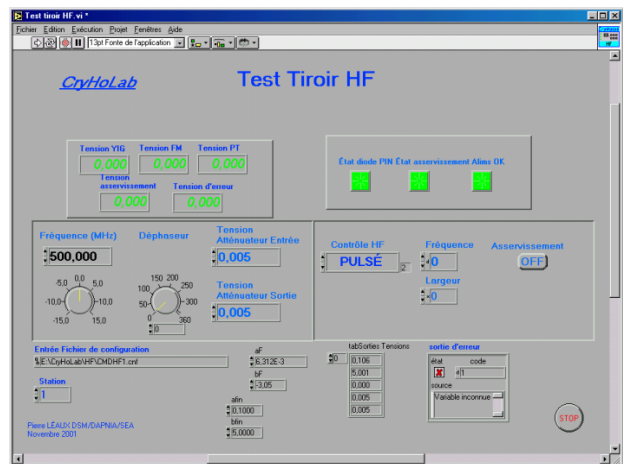 Test tiroir HF.vi *
Fichier Edition Exécution Projet Fenêtres Aide
13pt Fonte de l'application
CryHoLab
Test Tiroir HF
Tension YIG Tension FM Tension PT
0,000 0,000 0,000
Tension asservissement Tension d'erreur
0,000 0,000
État diode PIN État asservissement Alims OK
Fréquence (MHz)
500,000
-5,0 0,0 5,0
-10,0 10,0
-15,0 15,0
Déphaseur
150 200
100 250
50 300
0 360
0
Tension
Atténuateur Entrée
0,005
Tension
Atténuateur Sortie
0,005
Contrôle HF
PULSÉ 2
Fréquence
0
Largeur
0
Asservissement
OFF
Entrée Fichier de configuration
E:\CryHoLab\HF\CMDHF1.cnf
Station
1
aF
6,312E-3
bF
-3,05
afin
0,1000
bfin
5,0000
tabSorties Tensions
0
0,106
5,001
0,000
0,005
0,005
sortie d'erreur
état code
1
source
Variable inconnue
STOP
Pierre LÉAUX DSM/DAPNIA/SEA
Novembre 2001